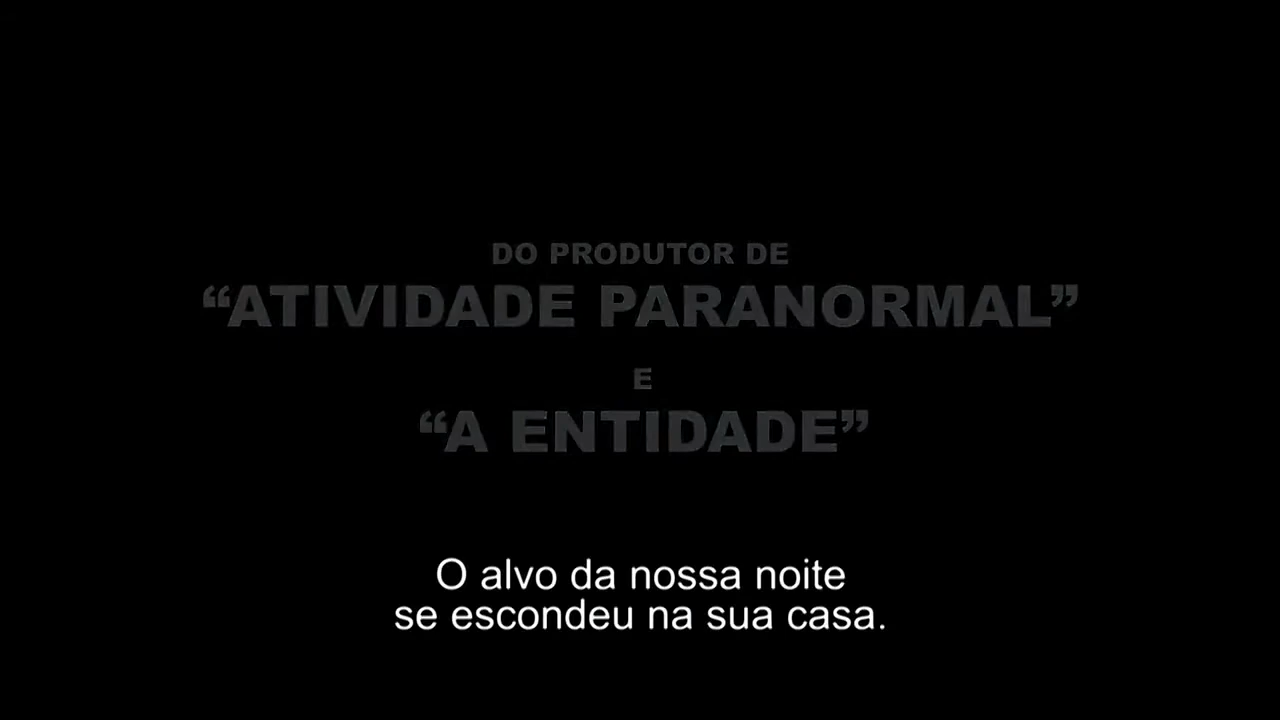 DO PRODUTOR DE
“ATIVIDADE PARANORMAL”
E
“A ENTIDADE”
O alvo da nossa noite
se escondeu na sua casa.